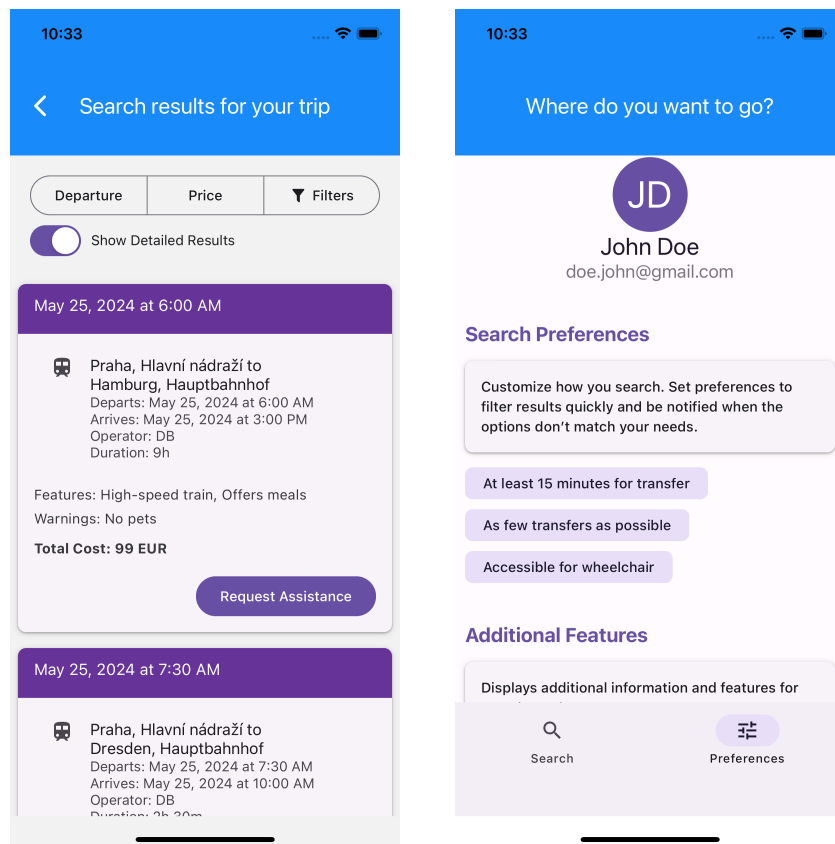 10:33
Search results for your trip
Departure
Price
Filters
Show Detailed Results
May 25, 2024 at 6:00 AM
Praha, Hlavní nádraží to
Hamburg, Hauptbahnhof
Departs: May 25, 2024 at 6:00 AM
Arrives: May 25, 2024 at 3:00 PM
Operator: DB
Duration: 9h
Features: High-speed train, Offers meals
Warnings: No pets
Total Cost: 99 EUR
Request Assistance
May 25, 2024 at 7:30 AM
Praha, Hlavní nádraží to
Dresden, Hauptbahnhof
Departs: May 25, 2024 at 7:30 AM
Arrives: May 25, 2024 at 10:00 AM
Operator: DB
Duration: 2h 30m
10:33
Where do you want to go?
JD
John Doe
doe.john@gmail.com
Search Preferences
Customize how you search. Set preferences to
filter results quickly and be notified when the
options don’t match your needs.
At least 15 minutes for transfer
As few transfers as possible
Accessible for wheelchair
Additional Features
Displays additional information and features for
Search
Preferences